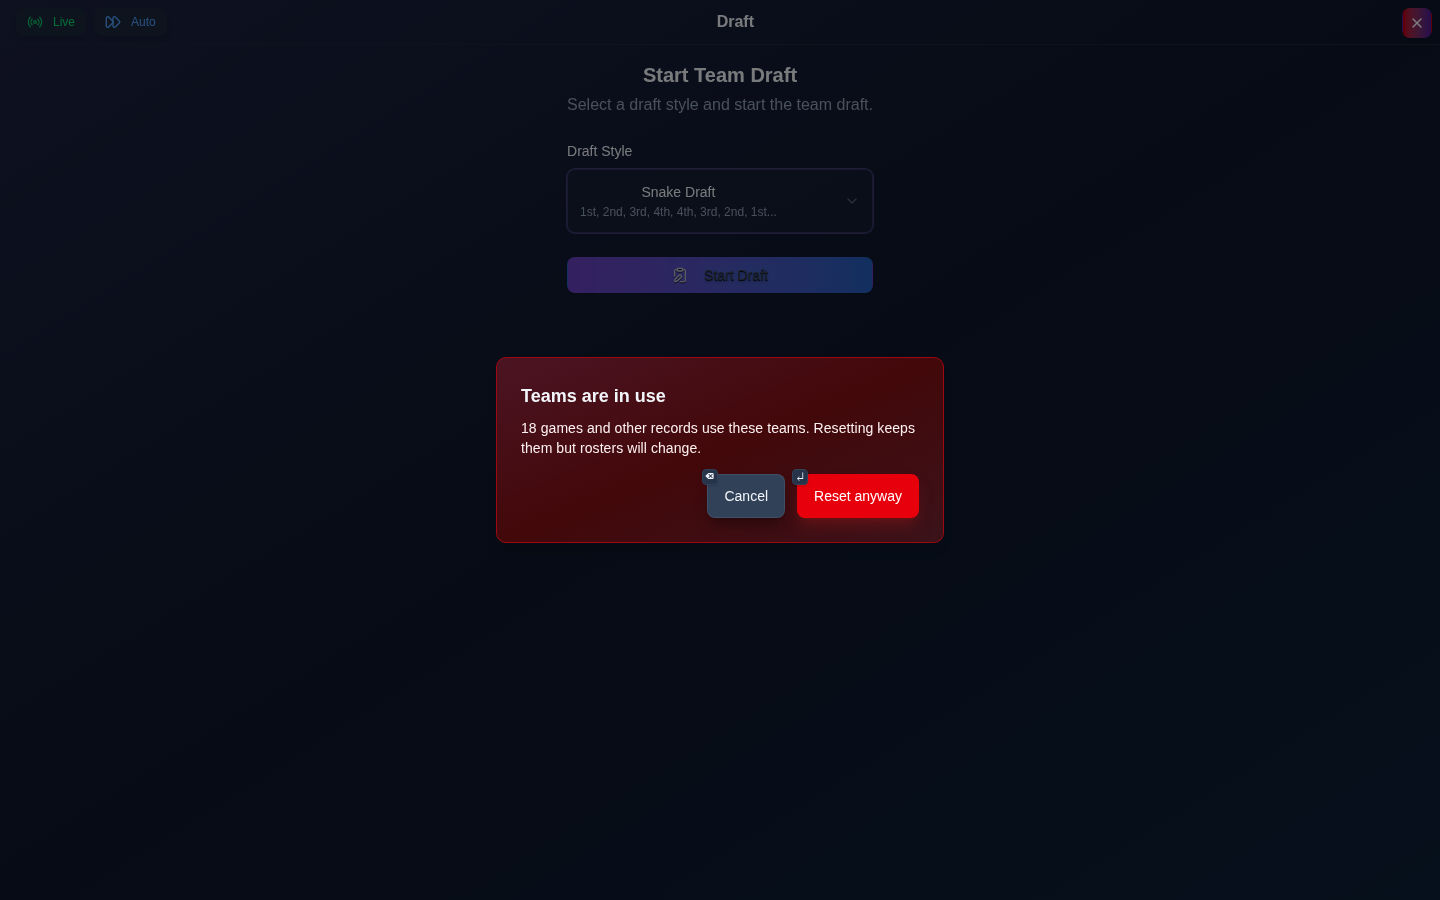 Live
Auto
Draft
Start Team Draft
Select a draft style and start the team draft.
Draft Style
Snake Draft
1st, 2nd, 3rd, 4th, 4th, 3rd, 2nd, 1st...
Start Draft
Teams are in use
18 games and other records use these teams. Resetting keeps
them but rosters will change.
Cancel
Reset anyway